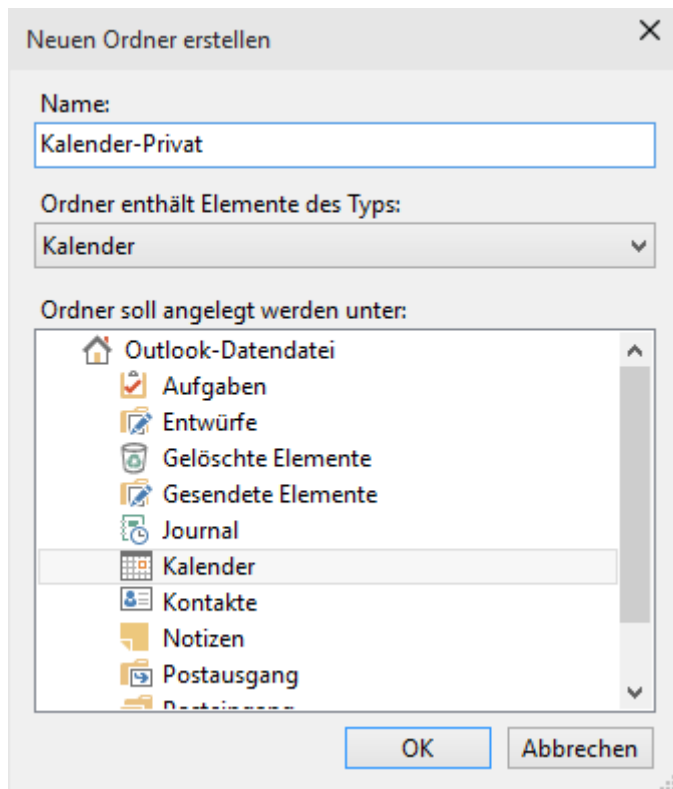 Neuen Ordner erstellen
Name:
Kalender-Privat
Ordner enthält Elemente des Typs:
Kalender
Ordner soll angelegt werden unter:
Outlook-Datendatei
Aufgaben
Entwürfe
Gelöschte Elemente
Gesendete Elemente
Journal
Kalender
Kontakte
Notizen
Postausgang
OK
Abbrechen